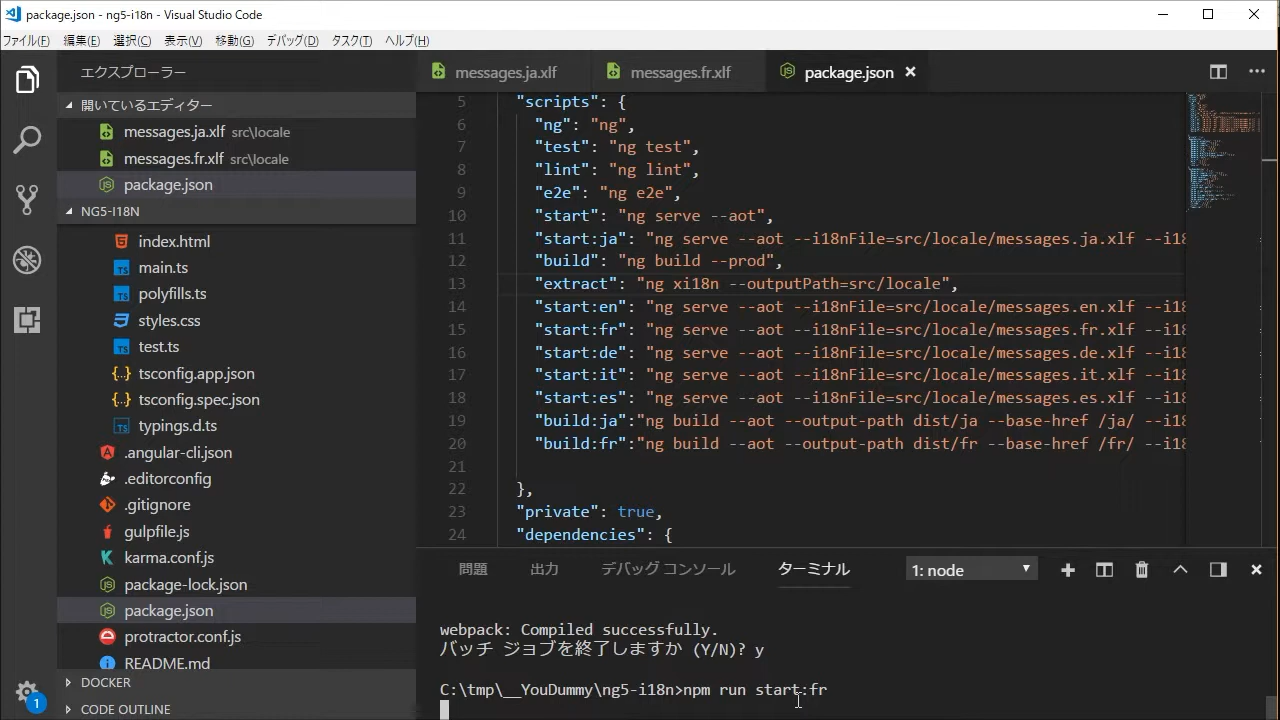 package.json - ng5-i18n - Visual Studio Code
ファイル(F) 編集(E) 選択(C) 表示(V) 移動(G) デバッグ(D) タスク(T) ヘルプ(H)
エクスプローラー
開いているエディター
messages.ja.xlf src\locale
messages.fr.xlf src\locale
package.json
NG5-I18N
index.html
main.ts
polyfills.ts
styles.css
test.ts
tsconfig.app.json
tsconfig.spec.json
typings.d.ts
.angular-cli.json
.editorconfig
.gitignore
gulpfile.js
karma.conf.js
package-lock.json
package.json
protractor.conf.js
README.md
DOCKER
CODE OUTLINE
1
messages.ja.xlf messages.fr.xlf package.json
5 "scripts": {
6 "ng": "ng",
7 "test": "ng test",
8 "lint": "ng lint",
9 "e2e": "ng e2e",
10 "start": "ng serve --aot",
11 "start:ja": "ng serve --aot --i18nFile=src/locale/messages.ja.xlf --i18
12 "build": "ng build --prod",
13 "extract": "ng xi18n --outputPath=src/locale",
14 "start:en": "ng serve --aot --i18nFile=src/locale/messages.en.xlf --i18
15 "start:fr": "ng serve --aot --i18nFile=src/locale/messages.fr.xlf --i18
16 "start:de": "ng serve --aot --i18nFile=src/locale/messages.de.xlf --i18
17 "start:it": "ng serve --aot --i18nFile=src/locale/messages.it.xlf --i18
18 "start:es": "ng serve --aot --i18nFile=src/locale/messages.es.xlf --i18
19 "build:ja":"ng build --aot --output-path dist/ja --base-href /ja/ --i18
20 "build:fr":"ng build --aot --output-path dist/fr --base-href /fr/ --i18
21
22 },
23 "private": true,
24 "dependencies": {
問題 出力 デバッグ コンソール ターミナル 1: node
webpack: Compiled successfully.
バッチ ジョブを終了しますか (Y/N)? y
C:\tmp\__YouDummy\ng5-i18n>npm run start:fr